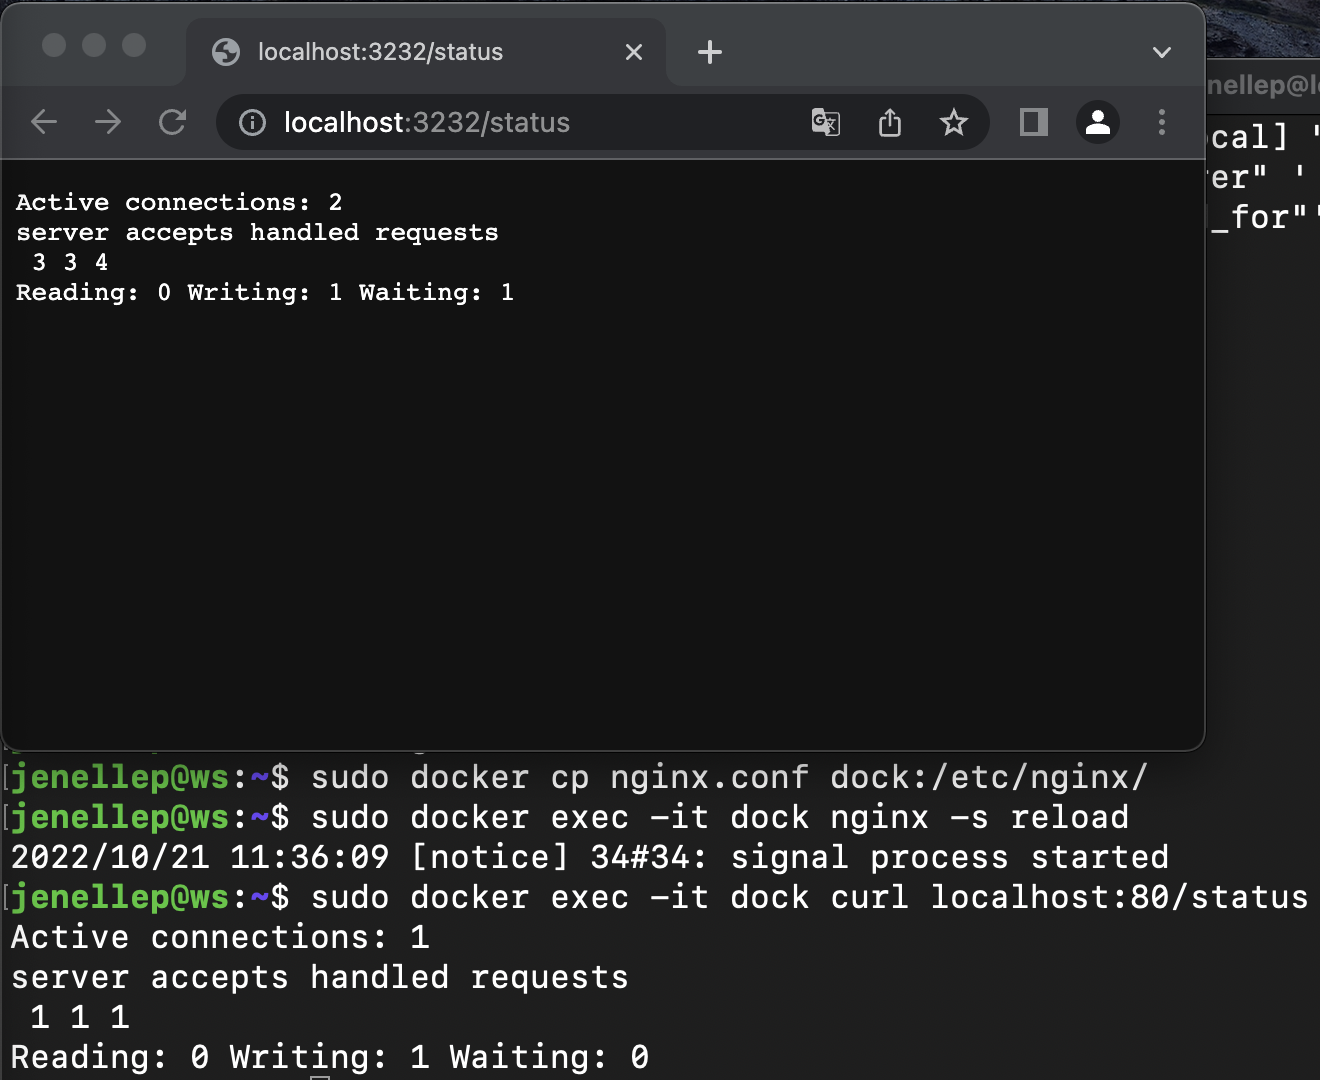 localhost:3232/status
localhost:3232/status
nellep@l
Active connections: 2
server accepts handled requests
3 3 4
Reading: 0 Writing: 1 Waiting: 1
cal] '
er" '
_for"'
jenellep@ws:~$ sudo docker cp nginx.conf dock:/etc/nginx/
jenellep@ws:~$ sudo docker exec -it dock nginx -s reload
2022/10/21 11:36:09 [notice] 34#34: signal process started
jenellep@ws:~$ sudo docker exec -it dock curl localhost:80/status
Active connections: 1
server accepts handled requests
1 1 1
Reading: 0 Writing: 1 Waiting: 0